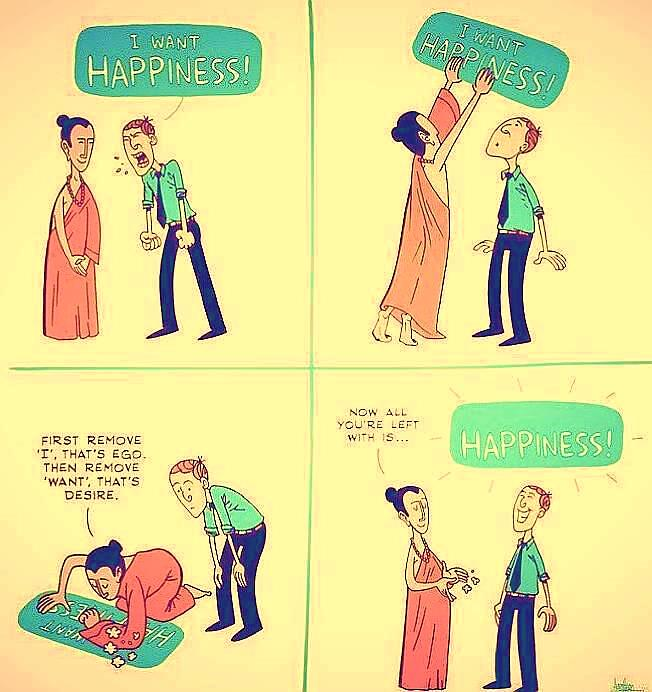 I WANT
HAPPINESS!
I WANT
HAPPINESS!
FIRST REMOVE
'I', THAT'S EGO.
THEN REMOVE
'WANT', THAT'S
DESIRE.
WANT
NOW ALL
YOU'RE LEFT
WITH IS...
HAPPINESS!